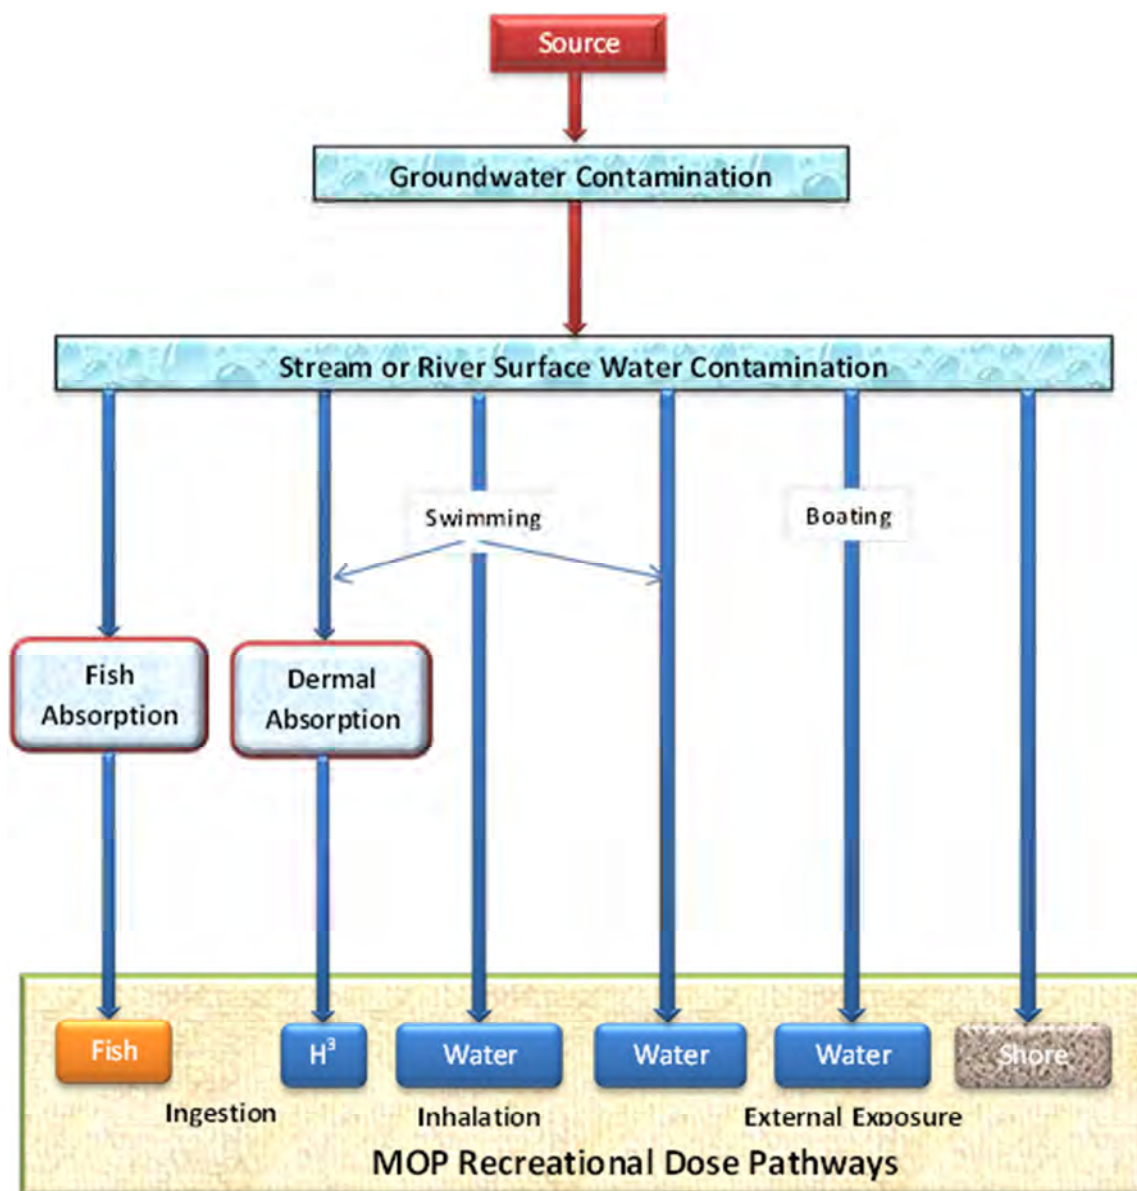 Source
Groundwater Contamination
Stream or River Surface Water Contamination
Swimming
Boating
Fish
Absorption
Dermal
Absorption
Fish
H³
Water
Water
Water
Shore
Ingestion
Inhalation
External Exposure
MOP Recreational Dose Pathways